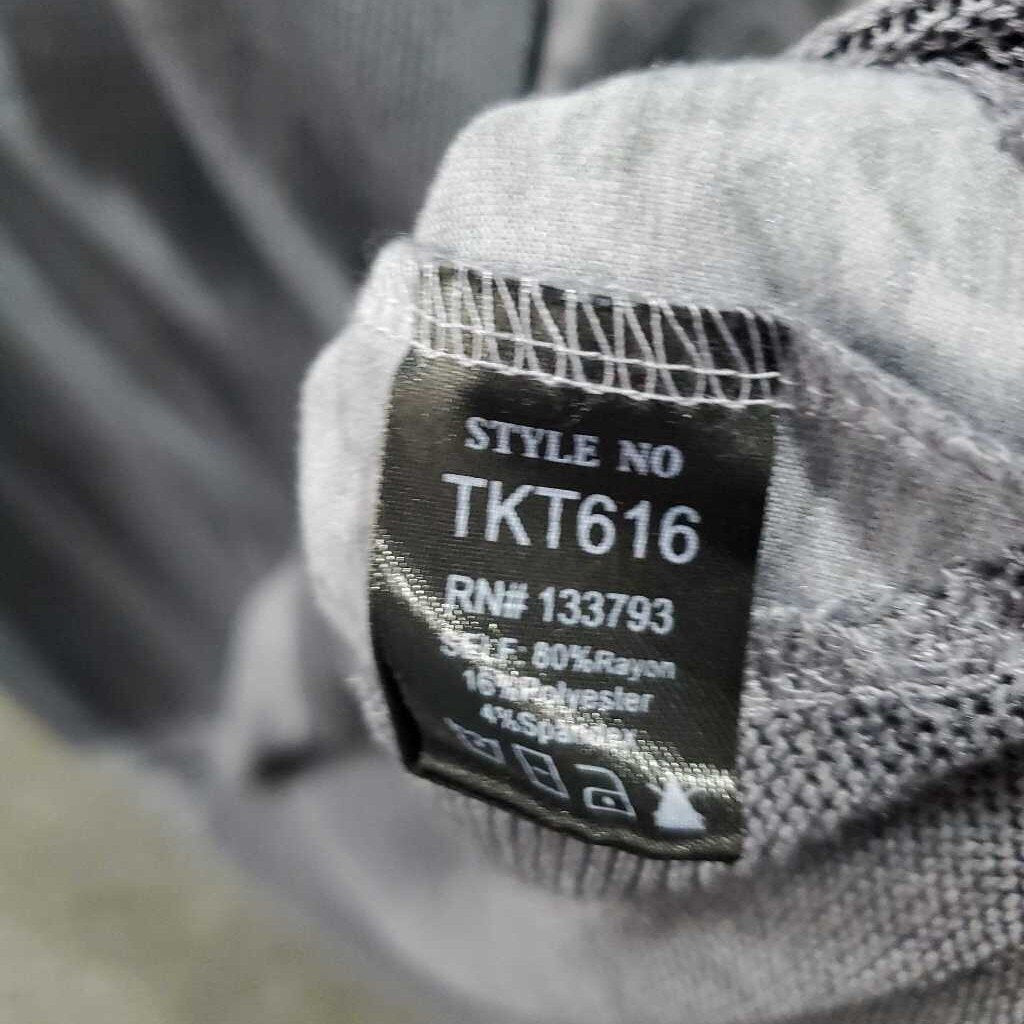 STYLE NO
TKT616
RN# 133793
SELF: 80%Rayon
16%Polyester
4%Spandex